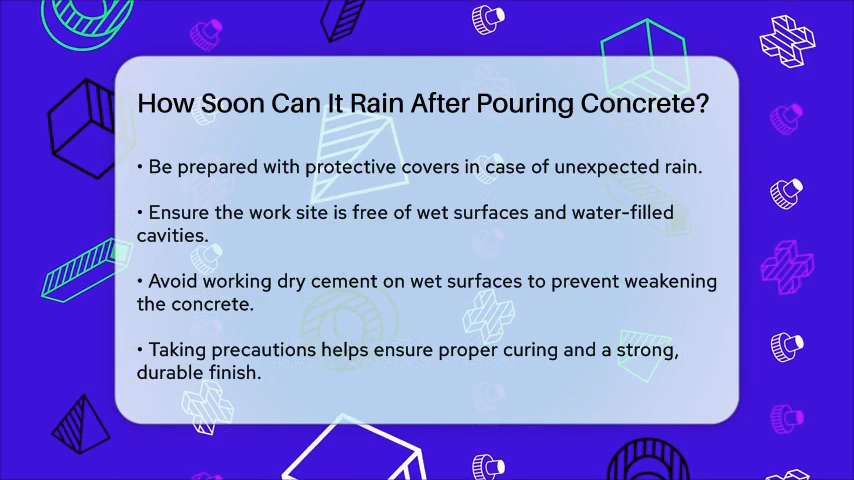 How Soon Can It Rain After Pouring Concrete?
• Be prepared with protective covers in case of unexpected rain.
• Ensure the work site is free of wet surfaces and water-filled
cavities.
• Avoid working dry cement on wet surfaces to prevent weakening
the concrete.
• Taking precautions helps ensure proper curing and a strong,
durable finish.